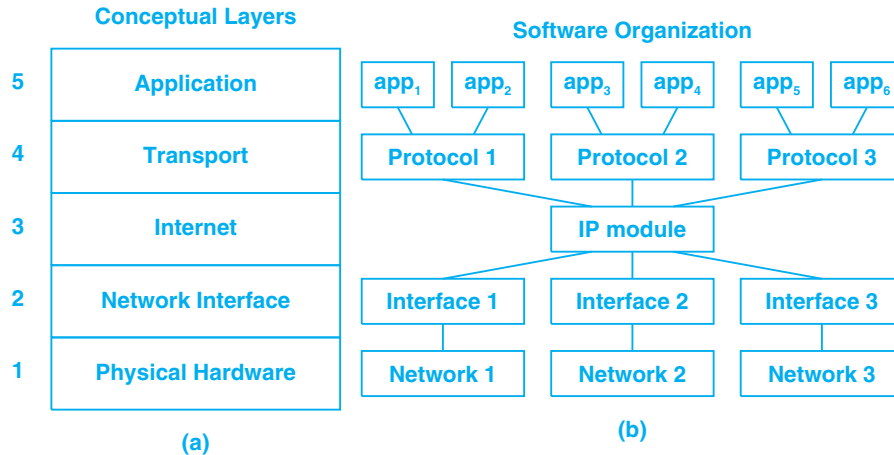 Conceptual Layers
Software Organization
5 Application app₁ app₂ app₃ app₄ app₅ app₆
4 Transport Protocol 1 Protocol 2 Protocol 3
3 Internet IP module
2 Network Interface Interface 1 Interface 2 Interface 3
1 Physical Hardware Network 1 Network 2 Network 3
(a) (b)